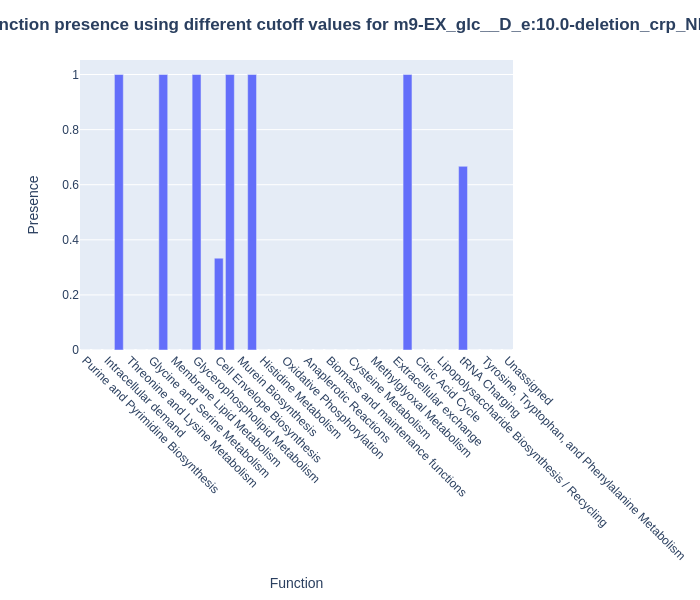 nction presence using different cutoff values for m9-EX_glc__D_e:10.0-deletion_crp_N
Presence
1
0.8
0.6
0.4
0.2
0
Purine and Pyrimidine Biosynthesis
Intracellular demand
Threonine and Lysine Metabolism
Glycine and Serine Metabolism
Membrane Lipid Metabolism
Glycerophospholipid Metabolism
Cell Envelope Biosynthesis
Murein Biosynthesis
Histidine Metabolism
Oxidative Phosphorylation
Anaplerotic Reactions
Biomass and maintenance functions
Cysteine Metabolism
Methylglyoxal Metabolism
Extracellular exchange
Citric Acid Cycle
Lipopolysaccharide Biosynthesis / Recycling
tRNA Charging
Tyrosine, Tryptophan, and Phenylalanine Metabolism
Unassigned
Function